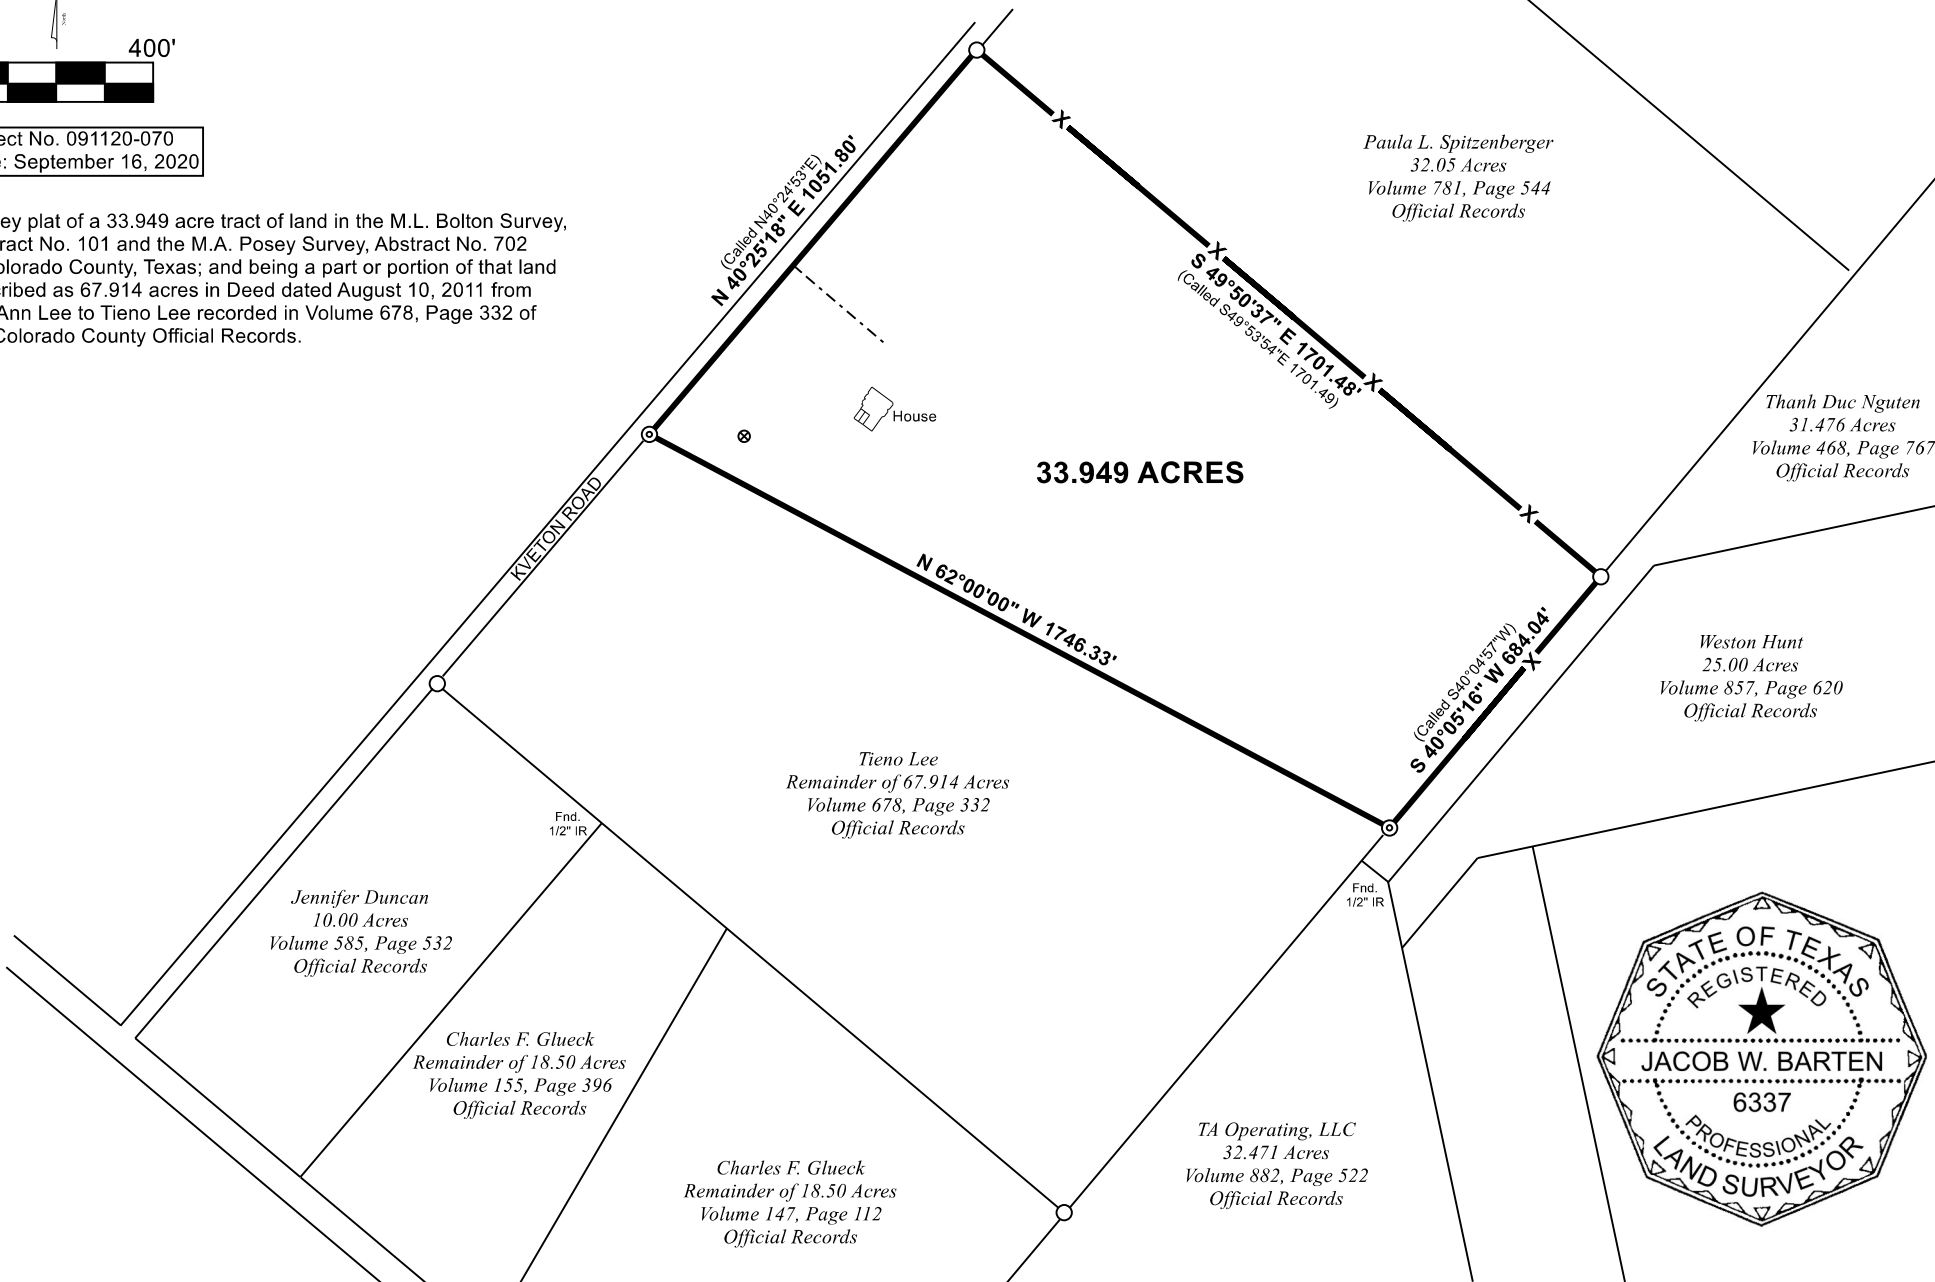 North
400'
ect No. 091120-070
e: September 16, 2020
ey plat of a 33.949 acre tract of land in the M.L. Bolton Survey,
ract No. 101 and the M.A. Posey Survey, Abstract No. 702
olorado County, Texas; and being a part or portion of that land
cribed as 67.914 acres in Deed dated August 10, 2011 from
Ann Lee to Tieno Lee recorded in Volume 678, Page 332 of
Colorado County Official Records.
(Called N40°24'53"E)
N 40°25'18" E 1051.80'
X
X
X
X
S 49°50'37" E 1701.48'
(Called S49°53'54"E 1701.49)
Paula L. Spitzenberger
32.05 Acres
Volume 781, Page 544
Official Records
Thanh Duc Nguten
31.476 Acres
Volume 468, Page 767
Official Records
House
33.949 ACRES
KVETON ROAD
N 62°00'00" W 1746.33'
(Called S40°04'57"W)
S 40°05'16" W 684.04'
X
Weston Hunt
25.00 Acres
Volume 857, Page 620
Official Records
Tieno Lee
Remainder of 67.914 Acres
Volume 678, Page 332
Official Records
Fnd.
1/2" IR
Fnd.
1/2" IR
Jennifer Duncan
10.00 Acres
Volume 585, Page 532
Official Records
Charles F. Glueck
Remainder of 18.50 Acres
Volume 155, Page 396
Official Records
Charles F. Glueck
Remainder of 18.50 Acres
Volume 147, Page 112
Official Records
TA Operating, LLC
32.471 Acres
Volume 882, Page 522
Official Records
STATE OF TEXAS
REGISTERED
JACOB W. BARTEN
6337
PROFESSIONAL
LAND SURVEYOR